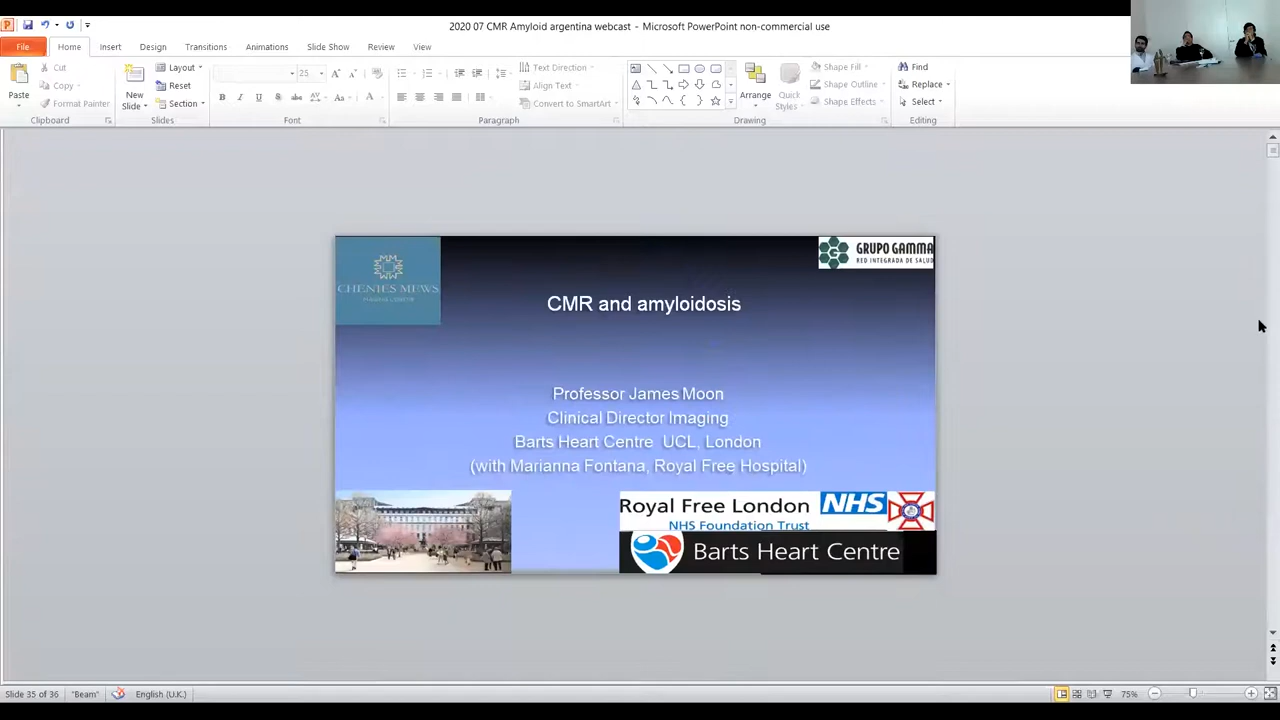 2020 07 CMR Amyloid argentina webcast - Microsoft PowerPoint non-commercial use
File Home Insert Design Transitions Animations Slide Show Review View
Paste
Cut
Copy
Format Painter
Clipboard
New
Slide
Layout
Reset
Section
Slides
25
Font
Text Direction
Align Text
Convert to SmartArt
Paragraph
Arrange
Quick
Styles
Shape Fill
Shape Outline
Shape Effects
Drawing
Find
Replace
Select
Editing
CHENIES MEWS
GRUPO GAMMA
RED INTEGRADA DE SALUD
CMR and amyloidosis
Professor James Moon
Clinical Director Imaging
Barts Heart Centre UCL, London
(with Marianna Fontana, Royal Free Hospital)
Royal Free London NHS
NHS Foundation Trust
Barts Heart Centre
Slide 35 of 36 "Beam" English (U.K.) 75%